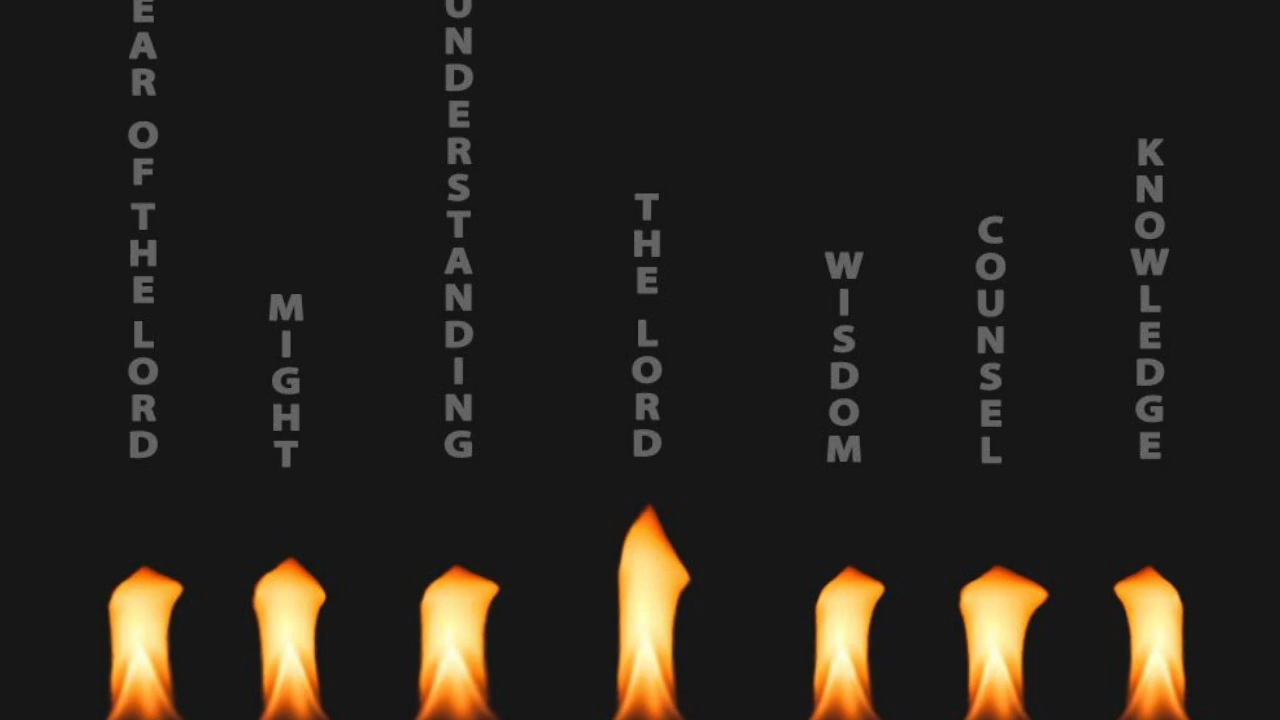 EAR OF THE LORD
MIGHT
UNDERSTANDING
THE LORD
WISDOM
COUNSEL
KNOWLEDGE